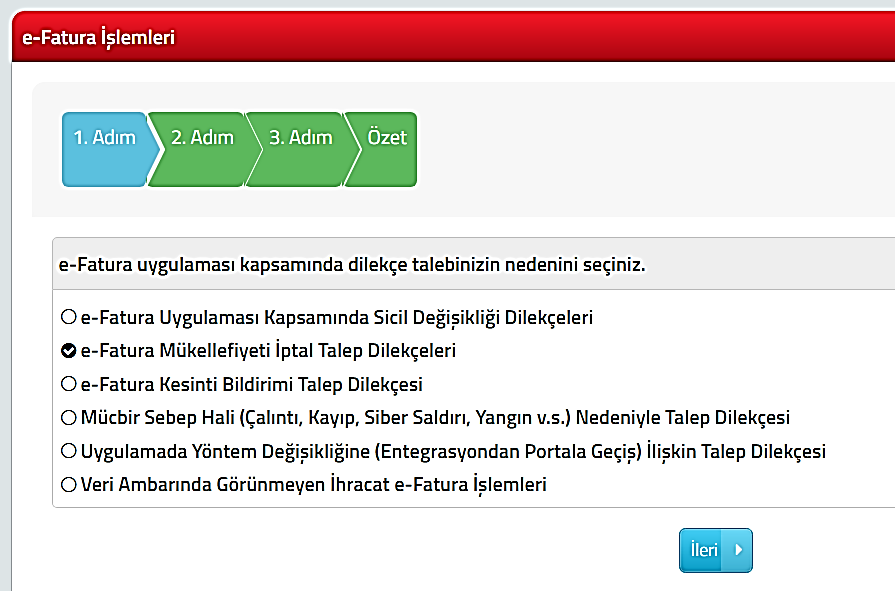 e-Fatura İşlemleri
1. Adım 2. Adım 3. Adım Özet
e-Fatura uygulaması kapsamında dilekçe talebinizin nedenini seçiniz.
e-Fatura Uygulaması Kapsamında Sicil Değişikliği Dilekçeleri
e-Fatura Mükellefiyeti İptal Talep Dilekçeleri
e-Fatura Kesinti Bildirimi Talep Dilekçesi
Mücbir Sebep Hali (Çalıntı, Kayıp, Siber Saldırı, Yangın v.s.) Nedeniyle Talep Dilekçesi
Uygulamada Yöntem Değişikliğine (Entegrasyondan Portala Geçiş) İlişkin Talep Dilekçesi
Veri Ambarında Görünmeyen İhracat e-Fatura İşlemleri
İleri